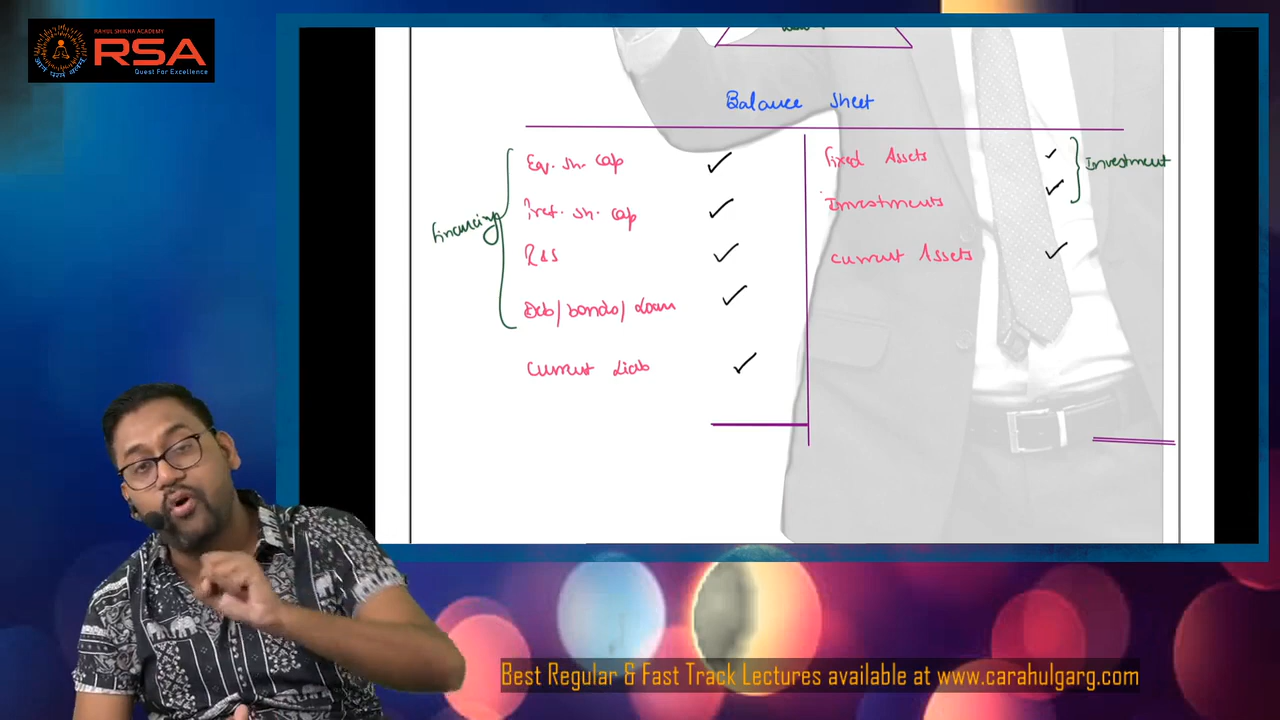 RAHUL SHIKHA ACADEMY
RSA
Quest For Excellence
Balance Sheet
Eq. sh. cap
Fixed Assets
Investment
Pref. sh. cap
Investments
financing
R&S
Current Assets
Deb/bonds/Loan
Current Liab
Best Regular & Fast Track Lectures available at www.carahulgarg.com